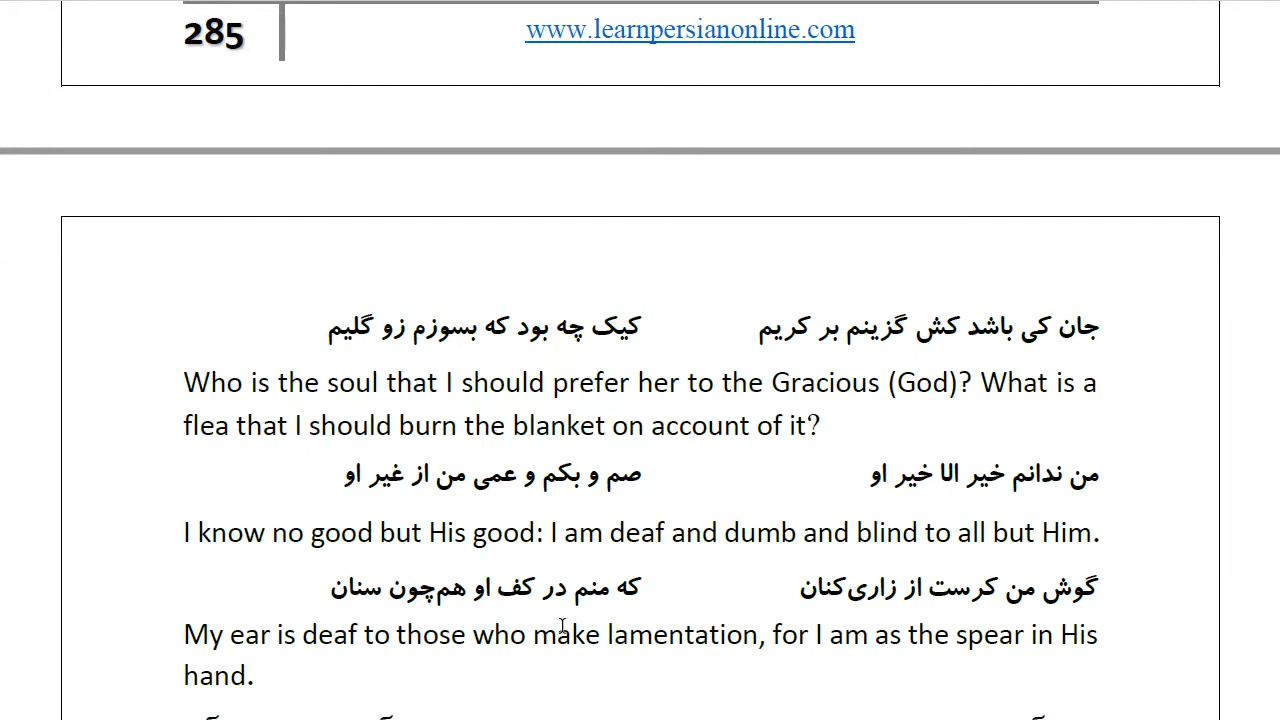 285 www.learnpersianonline.com
جان کی باشد کش گزینم بر کریم کیک چه بود که بسوزم زو گلیم
Who is the soul that I should prefer her to the Gracious (God)? What is a
flea that I should burn the blanket on account of it?
من ندانم خیر الا خیر او صم و بکم و عمی من از غیر او
I know no good but His good: I am deaf and dumb and blind to all but Him.
گوش من کرست از زاری‌کنان که منم در کف او هم‌چون سنان
My ear is deaf to those who make lamentation, for I am as the spear in His
hand.